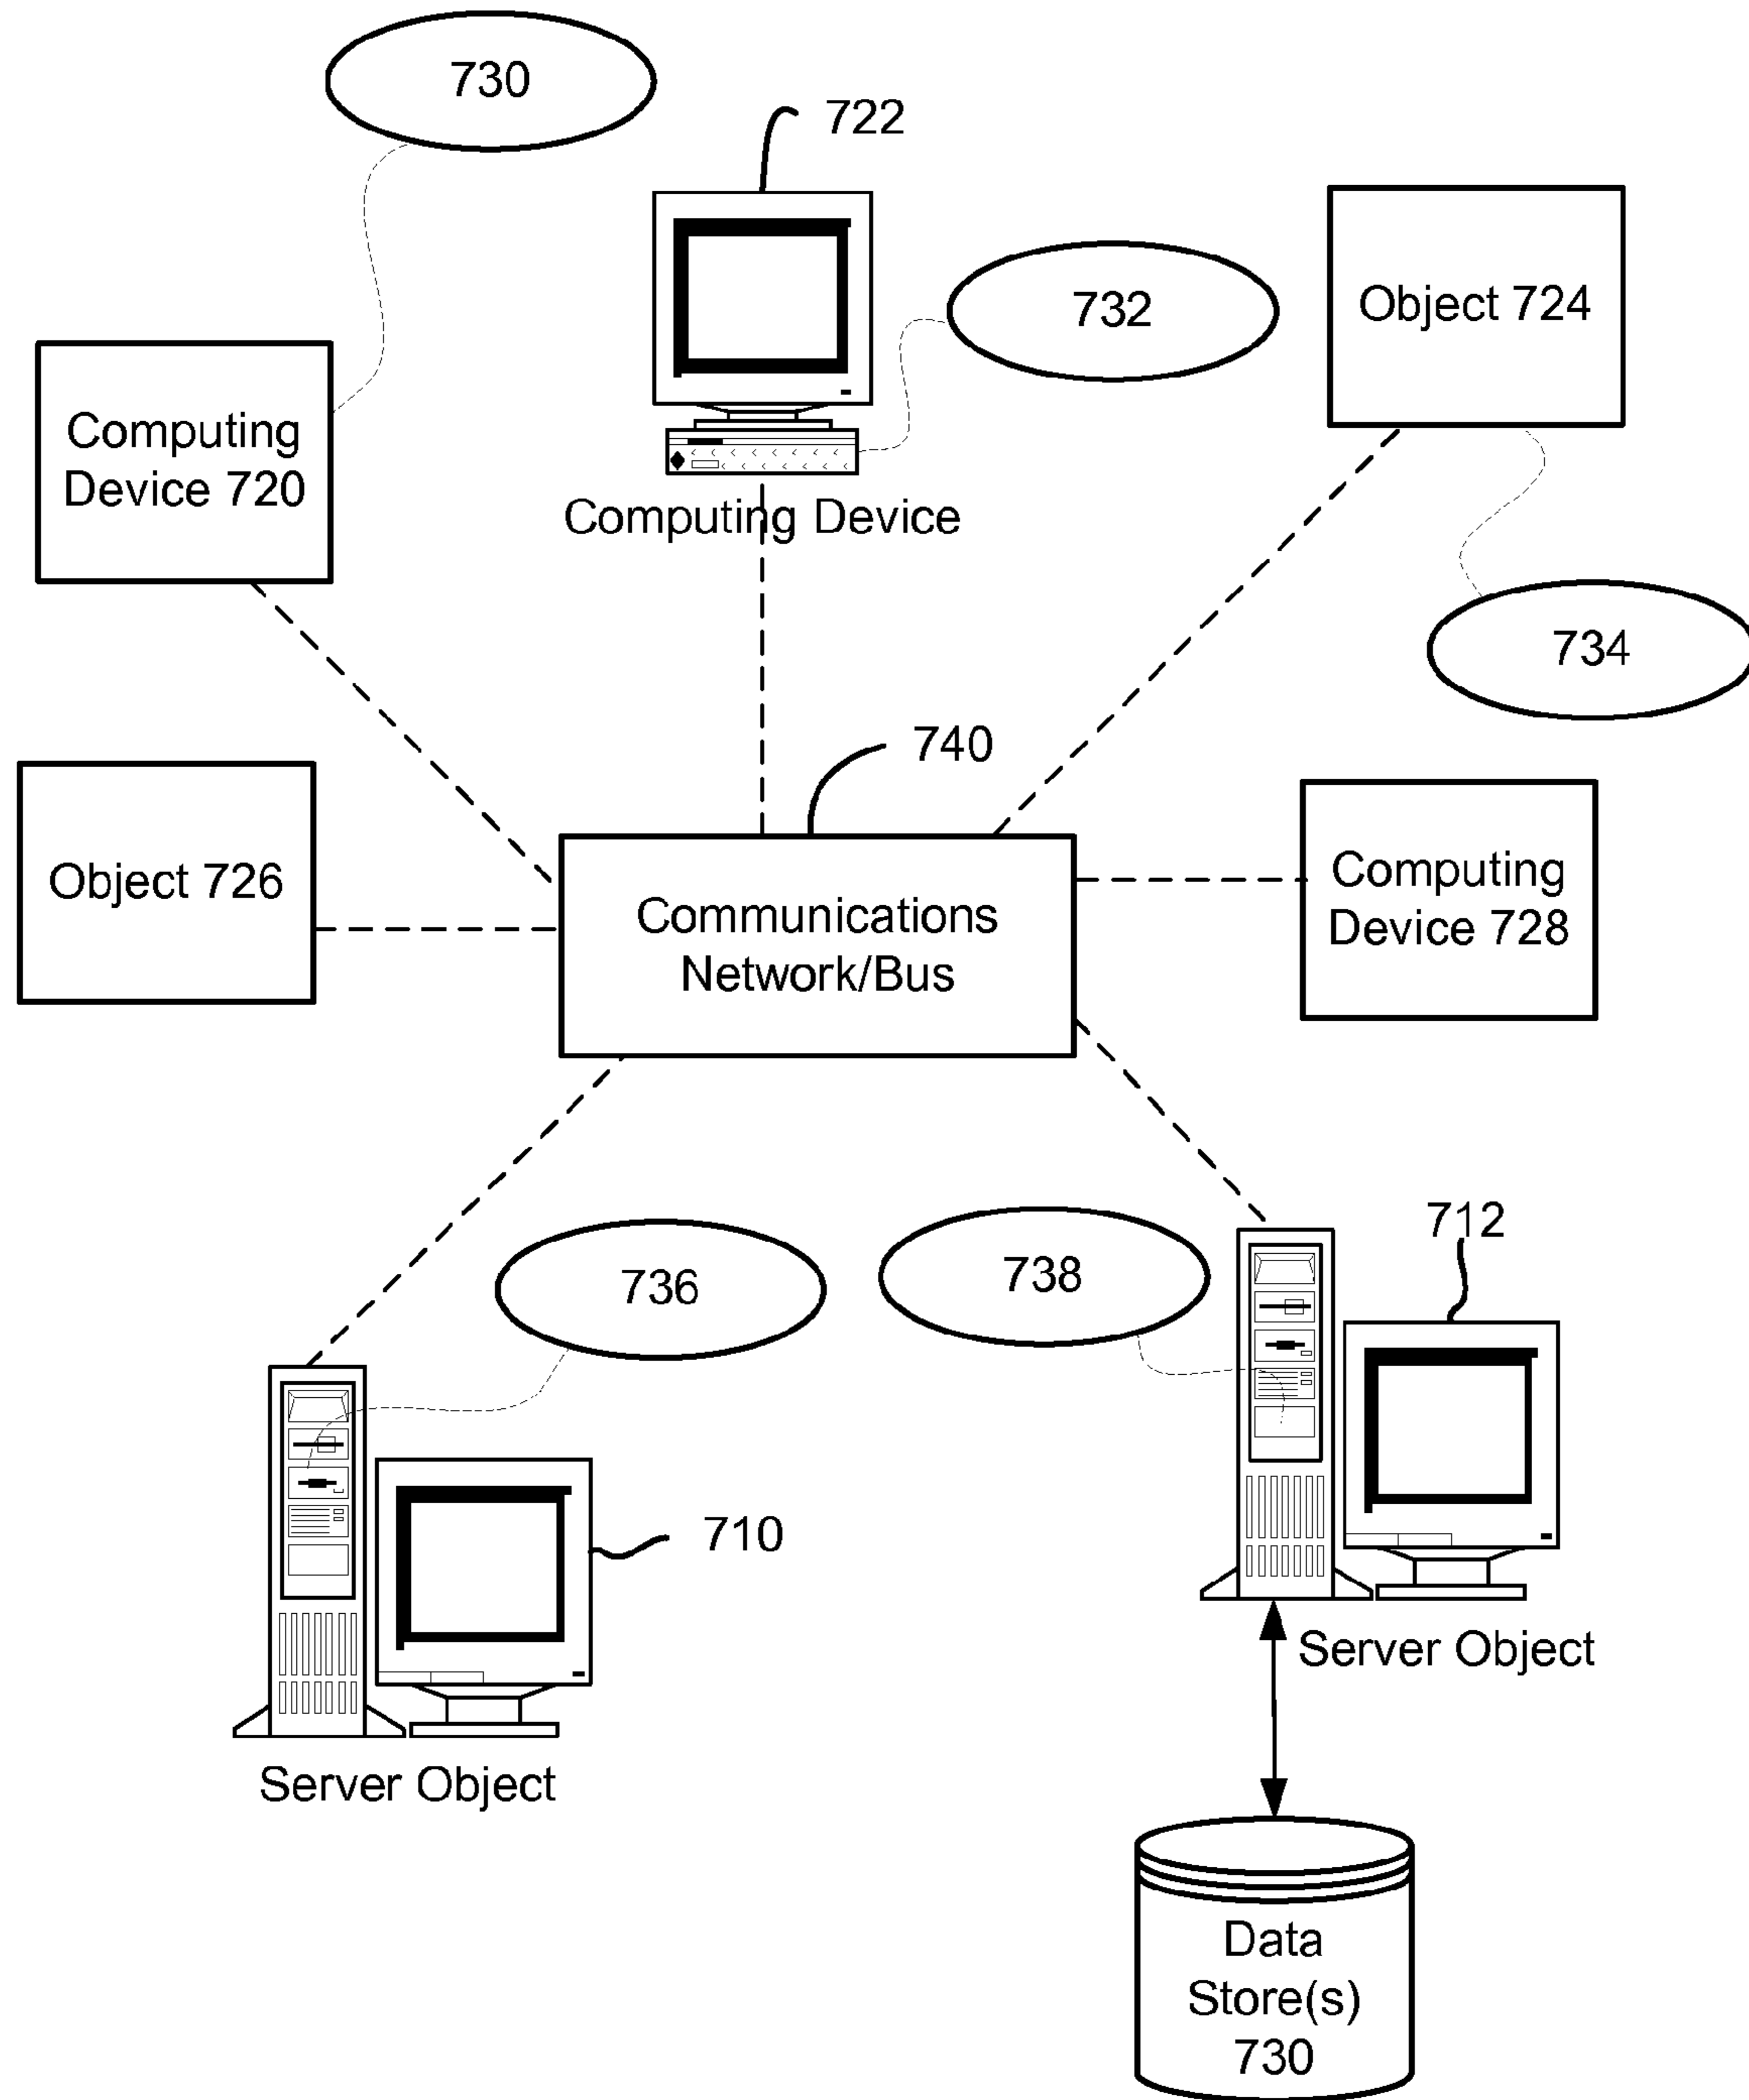 730
722
732
Object 724
Computing
Device 720
Computing Device
734
740
Object 726
Communications
Network/Bus
Computing
Device 728
736
738
712
710
Server Object
Server Object
Data
Store(s)
730